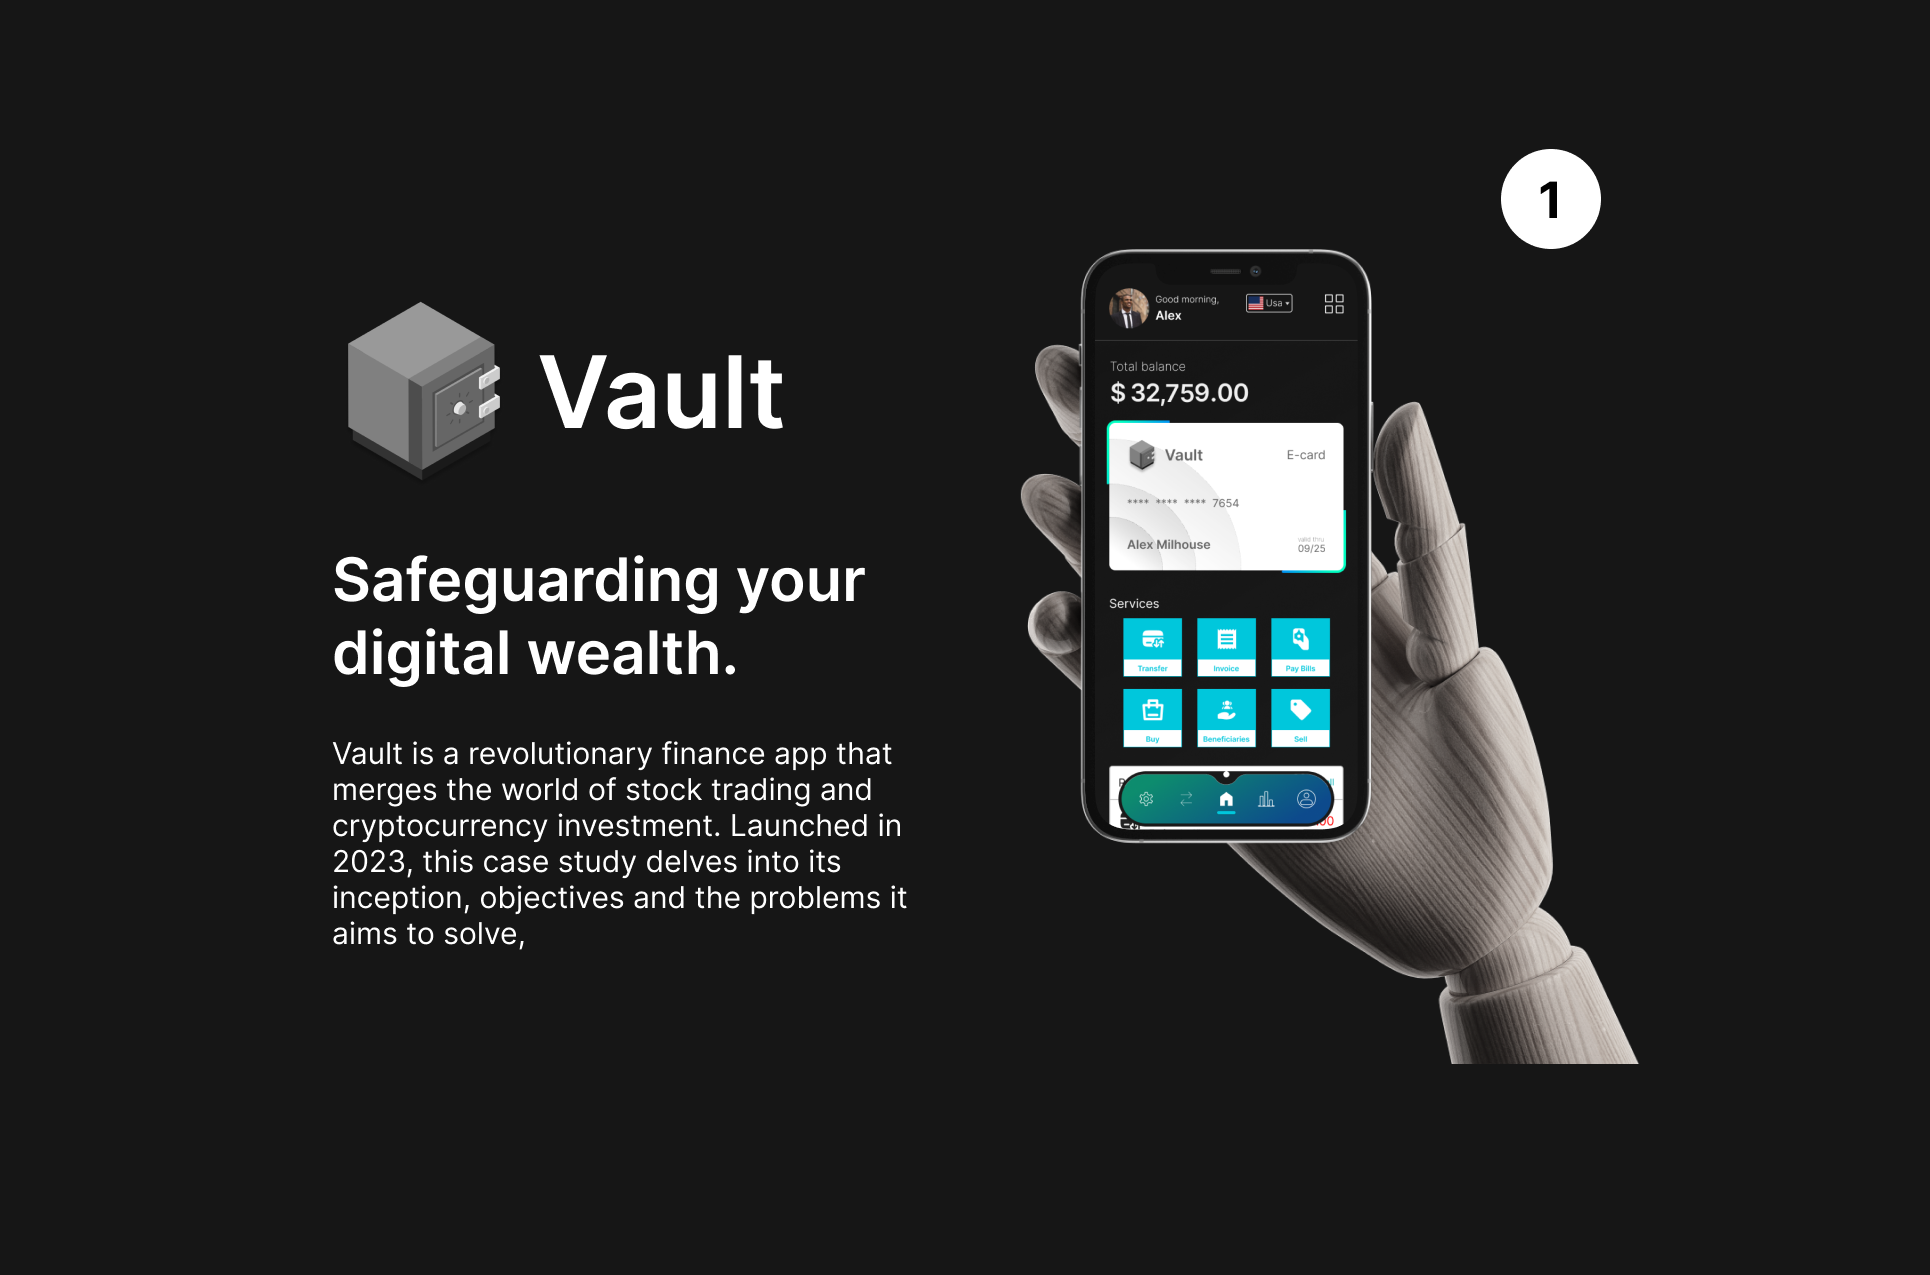 1
Vault
Safeguarding your
digital wealth.
Vault is a revolutionary finance app that
merges the world of stock trading and
cryptocurrency investment. Launched in
2023, this case study delves into its
inception, objectives and the problems it
aims to solve,
Good morning,
Alex
Usa
Total balance
$ 32,759.00
Vault
E-card
**** **** **** 7654
Alex Milhouse
valid thru
09/25
Services
Transfer
Invoice
Pay Bills
Buy
Beneficiaries
Sell